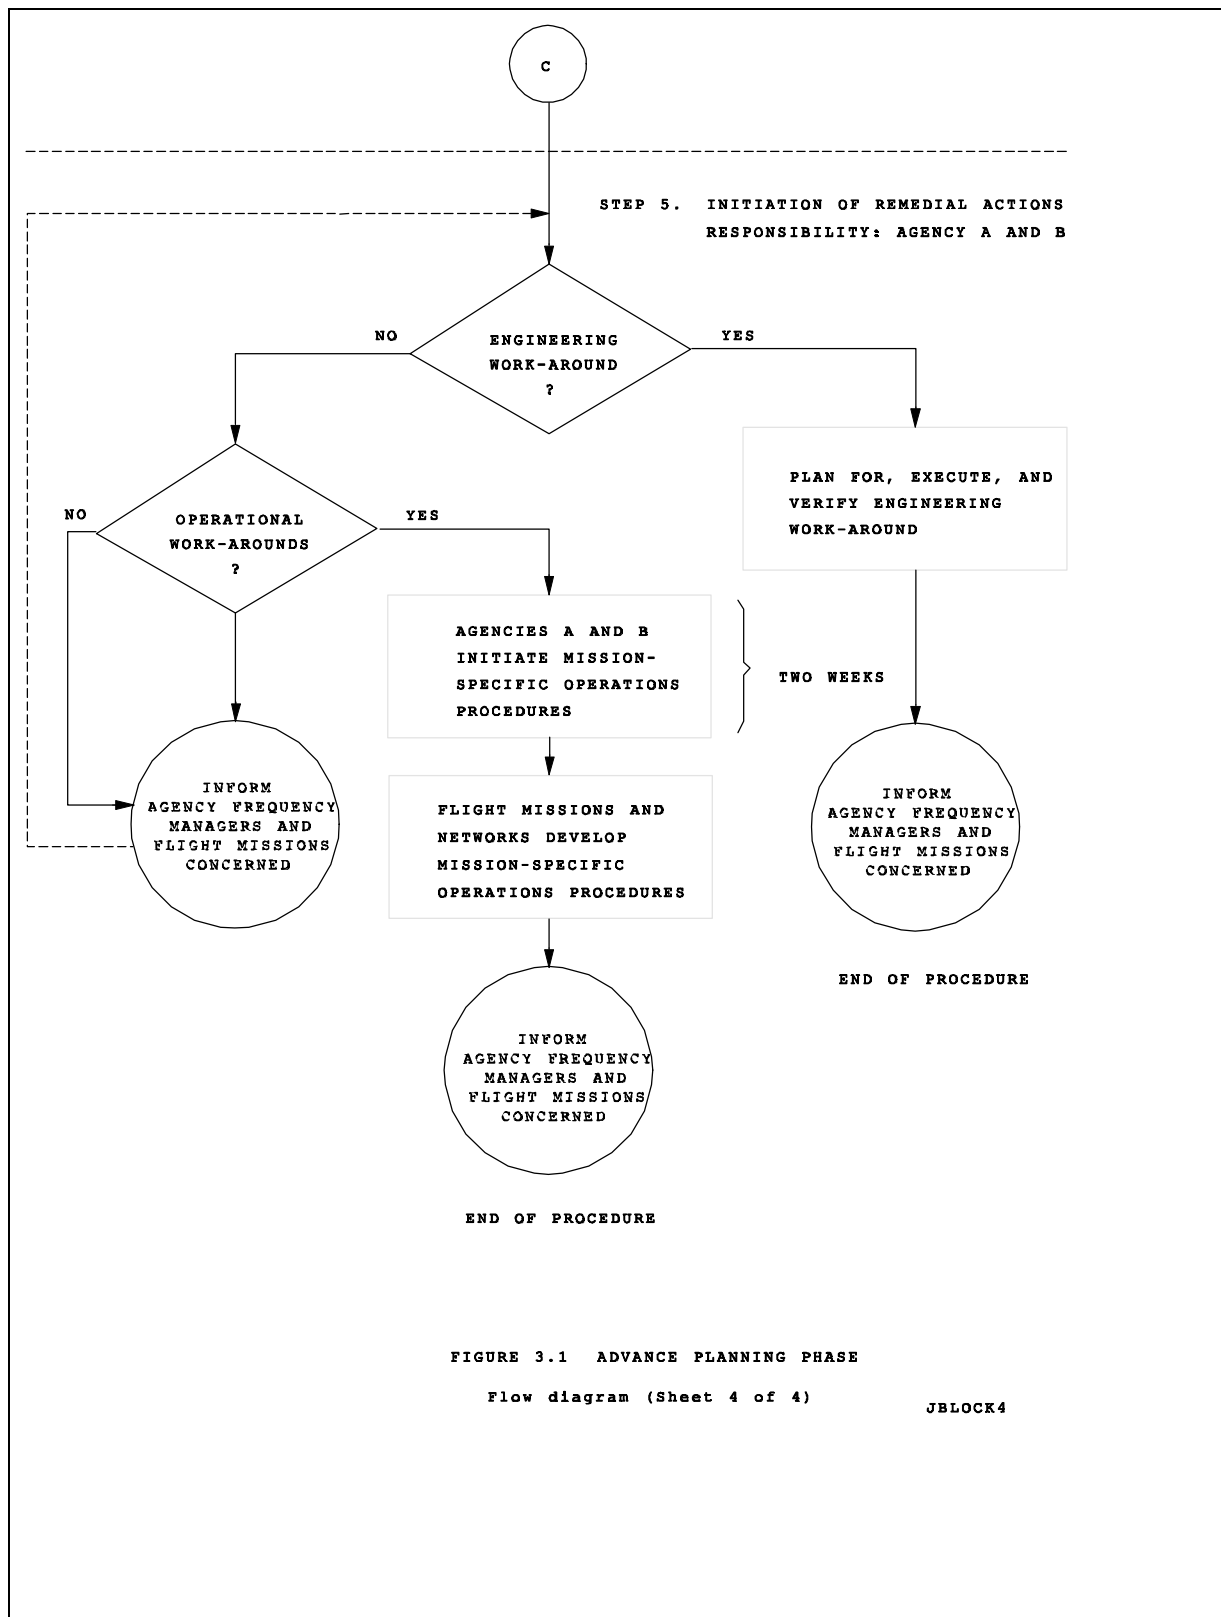 C
STEP 5. INITIATION OF REMEDIAL ACTIONS
RESPONSIBILITY: AGENCY A AND B
NO
YES
ENGINEERING
WORK-AROUND
?
PLAN FOR, EXECUTE, AND
VERIFY ENGINEERING
WORK-AROUND
NO
YES
OPERATIONAL
WORK-AROUNDS
?
AGENCIES A AND B
INITIATE MISSION-
SPECIFIC OPERATIONS
PROCEDURES
TWO WEEKS
INFORM
AGENCY FREQUENCY
MANAGERS AND
FLIGHT MISSIONS
CONCERNED
FLIGHT MISSIONS AND
NETWORKS DEVELOP
MISSION-SPECIFIC
OPERATIONS PROCEDURES
INFORM
AGENCY FREQUENCY
MANAGERS AND
FLIGHT MISSIONS
CONCERNED
END OF PROCEDURE
INFORM
AGENCY FREQUENCY
MANAGERS AND
FLIGHT MISSIONS
CONCERNED
END OF PROCEDURE
FIGURE 3.1 ADVANCE PLANNING PHASE
Flow diagram (Sheet 4 of 4)
JBLOCK4